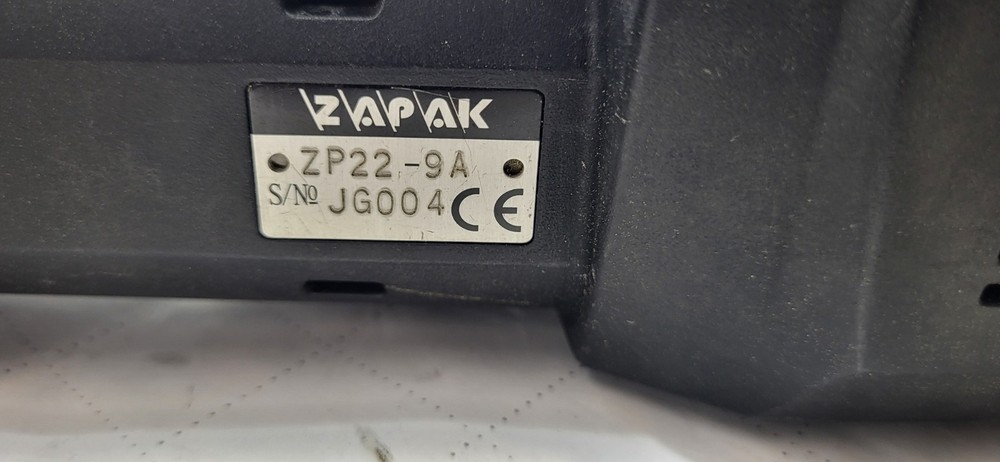 ZAPAK
ZP22-9A
S/Nº JG004 CE